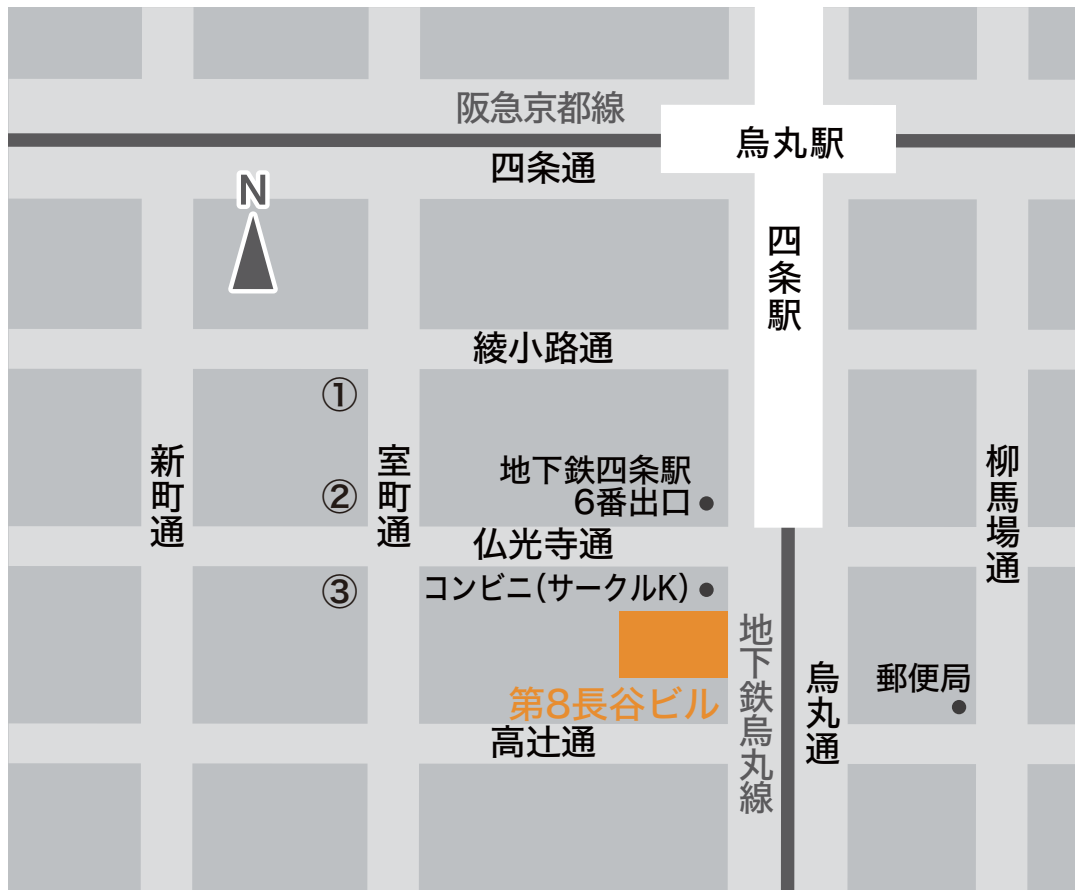 阪急京都線
烏丸駅
四条通
N
四条駅
綾小路通
①
新町通
室町通
地下鉄四条駅
6番出口
柳馬場通
②
仏光寺通
③
コンビニ(サークルK)
地下鉄烏丸線
烏丸通
郵便局
第8長谷ビル
高辻通